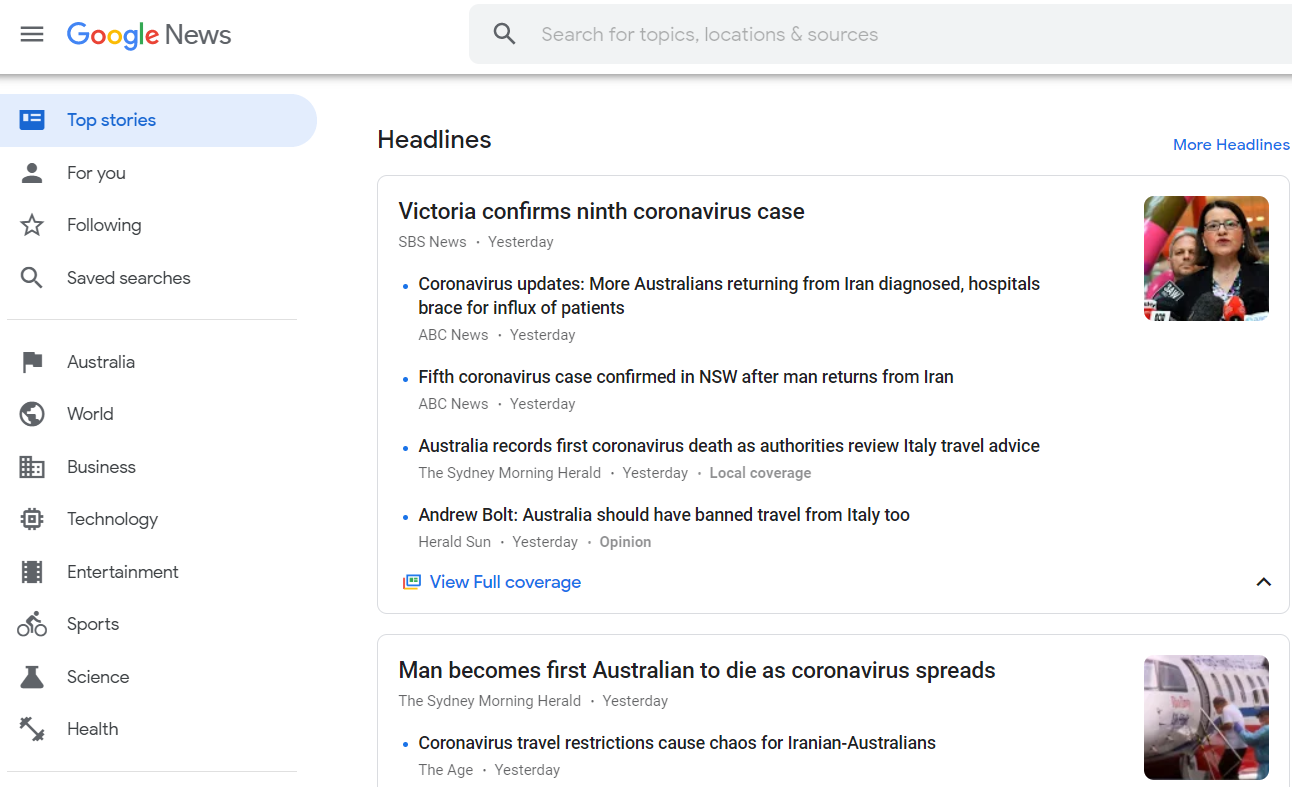 Google News
Search for topics, locations & sources
Top stories
For you
Following
Saved searches
Australia
World
Business
Technology
Entertainment
Sports
Science
Health
Headlines
More Headlines
Victoria confirms ninth coronavirus case
SBS News · Yesterday
Coronavirus updates: More Australians returning from Iran diagnosed, hospitals
brace for influx of patients
ABC News · Yesterday
Fifth coronavirus case confirmed in NSW after man returns from Iran
ABC News · Yesterday
Australia records first coronavirus death as authorities review Italy travel advice
The Sydney Morning Herald · Yesterday · Local coverage
Andrew Bolt: Australia should have banned travel from Italy too
Herald Sun · Yesterday · Opinion
View Full coverage
Man becomes first Australian to die as coronavirus spreads
The Sydney Morning Herald · Yesterday
Coronavirus travel restrictions cause chaos for Iranian-Australians
The Age · Yesterday